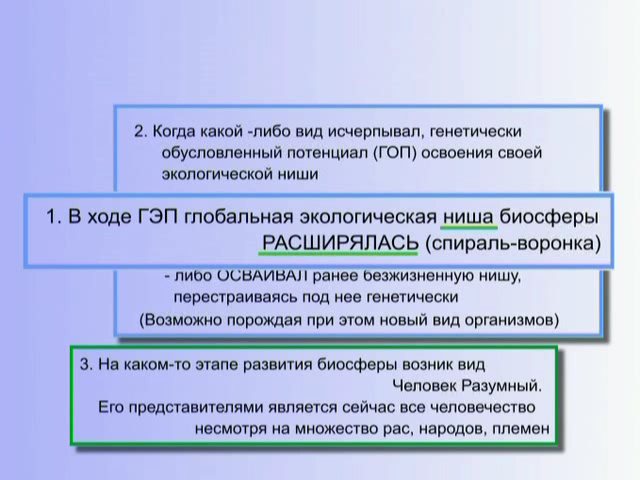 2. Когда какой -либо вид исчерпывал, генетически
обусловленный потенциал (ГОП) освоения своей
экологической ниши
1. В ходе ГЭП глобальная экологическая ниша биосферы
РАСШИРЯЛАСЬ (спираль-воронка)
- либо ОСВАИВАЛ ранее безжизненную нишу,
перестраиваясь под нее генетически
(Возможно порождая при этом новый вид организмов)
3. На каком-то этапе развития биосферы возник вид
Человек Разумный.
Его представителями является сейчас все человечество
несмотря на множество рас, народов, племен